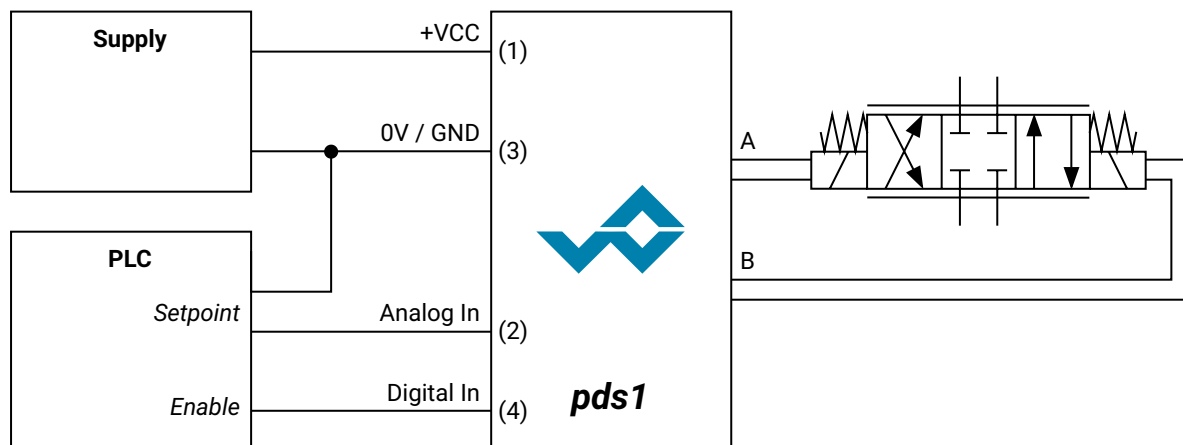 Supply
+VCC
(1)
0V / GND
(3)
A
B
PLC
Setpoint
Analog In
(2)
Enable
Digital In
(4)
pds1